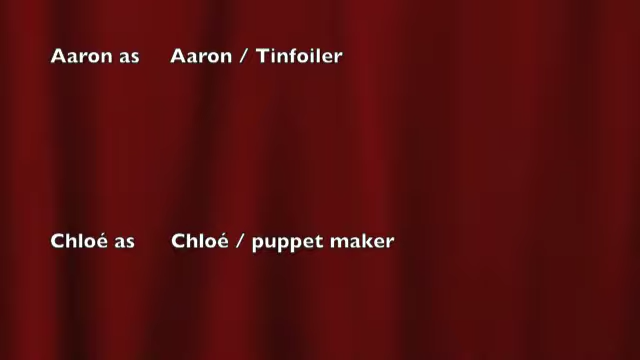 Aaron as Aaron / Tinfoiler
Chloé as Chloé / puppet maker